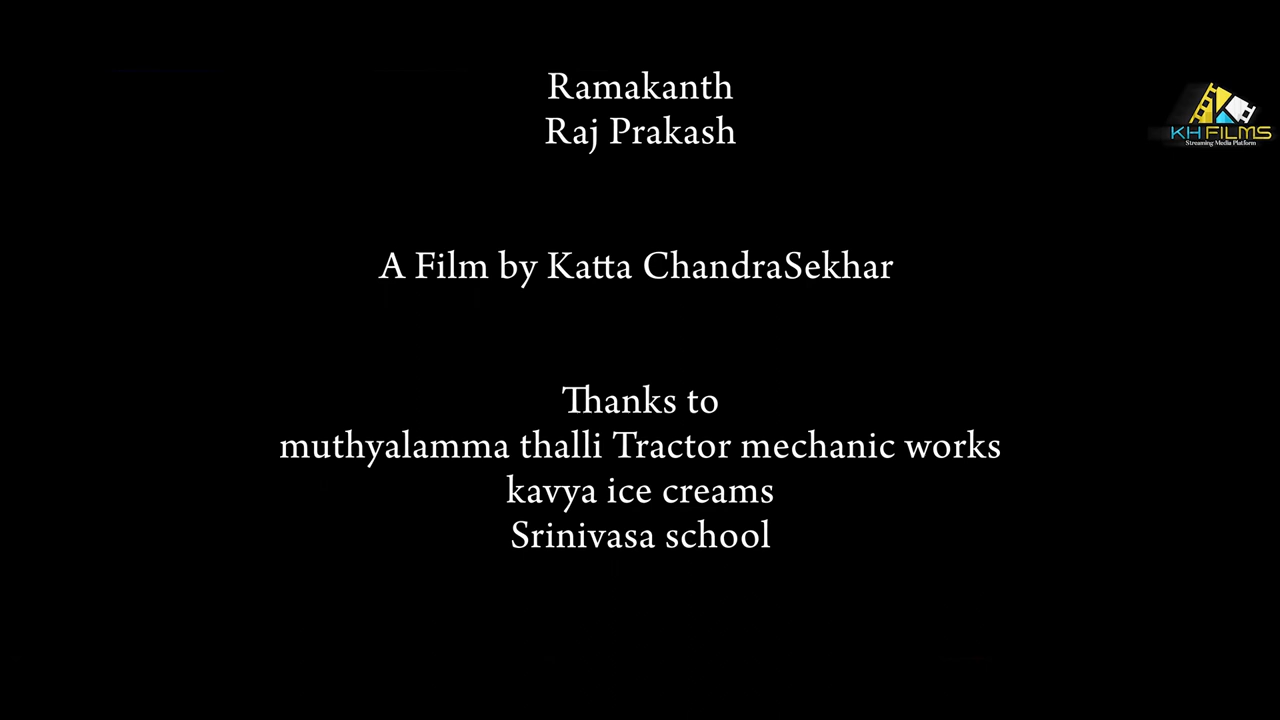 Ramakanth
Raj Prakash
KH FILMS
Streaming Media Platform
A Film by Katta ChandraSekhar
Thanks to
muthyalamma thalli Tractor mechanic works
kavya ice creams
Srinivasa school